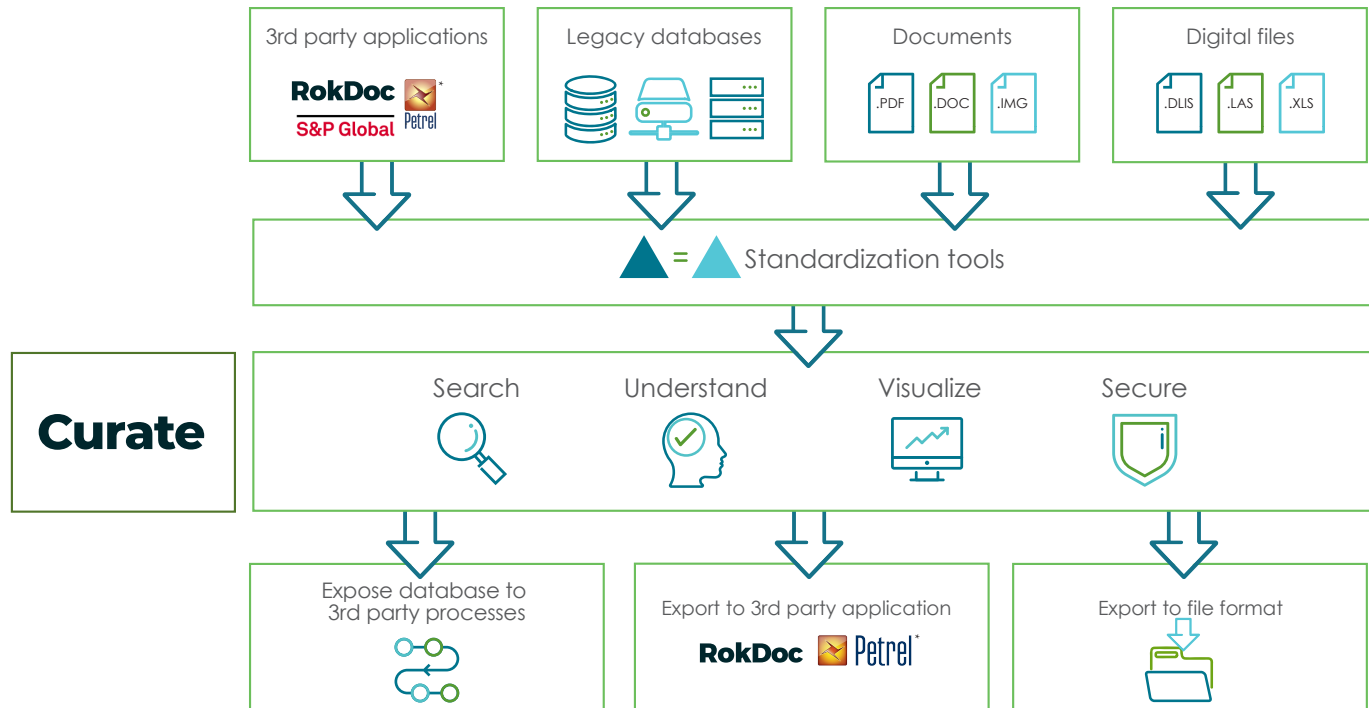 3rd party applications
RokDoc
S&P Global
Petrel
*
Legacy databases
Documents
.PDF
.DOC
.IMG
Digital files
.DLIS
.LAS
.XLS
= Standardization tools
Curate
Search
Understand
Visualize
Secure
Expose database to
3rd party processes
Export to 3rd party application
RokDoc
Petrel*
Export to file format